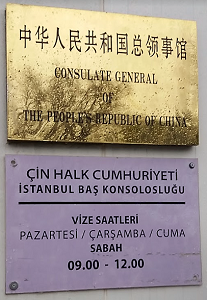 中华人民共和国总领事馆
CONSULATE GENERAL
OF
THE PEOPLE'S REPUBLIC OF CHINA
ÇİN HALK CUMHURİYETİ
İSTANBUL BAŞ KONSOLOSLUĞU
VİZE SAATLERİ
PAZARTESİ / ÇARŞAMBA / CUMA
SABAH
09.00 - 12.00